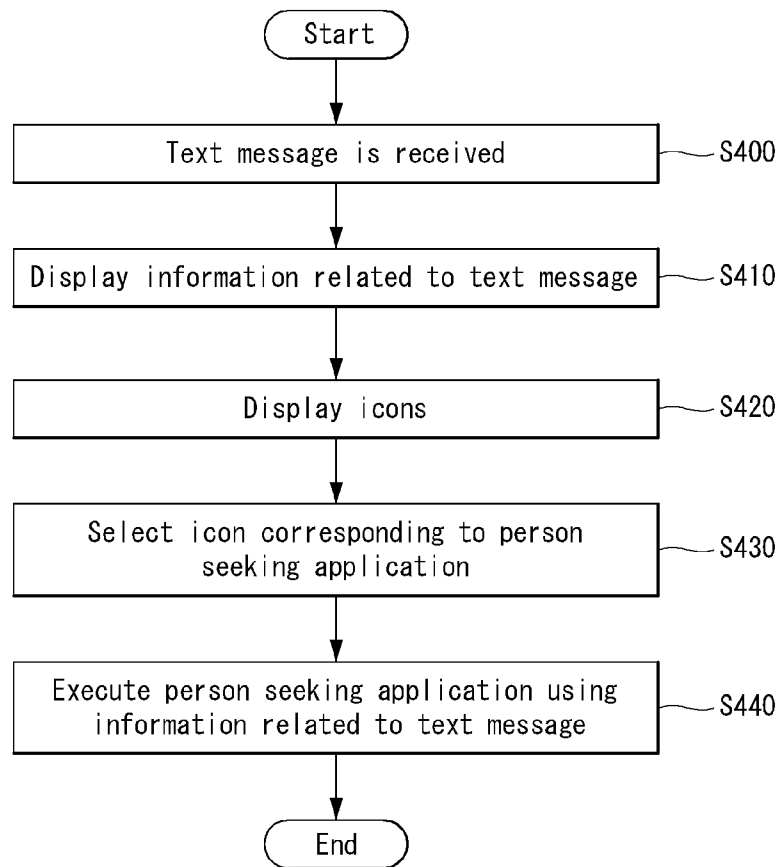 Start
Text message is received
S400
Display information related to text message
S410
Display icons
S420
Select icon corresponding to person
seeking application
S430
Execute person seeking application using
information related to text message
S440
End